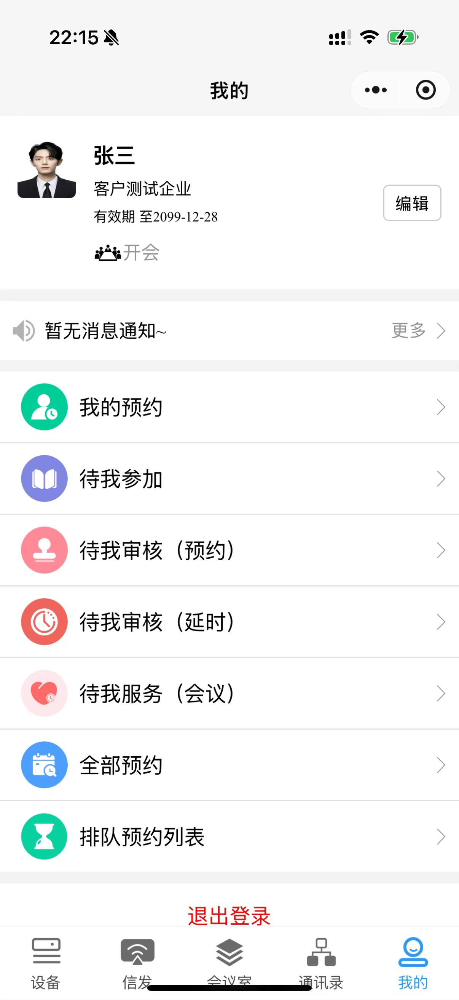 22:15
我的
张三
客户测试企业
有效期 至2099-12-28
编辑
开会
暂无消息通知~
更多
我的预约
待我参加
待我审核（预约）
待我审核（延时）
待我服务（会议）
全部预约
排队预约列表
退出登录
设备
信发
会议室
通讯录
我的